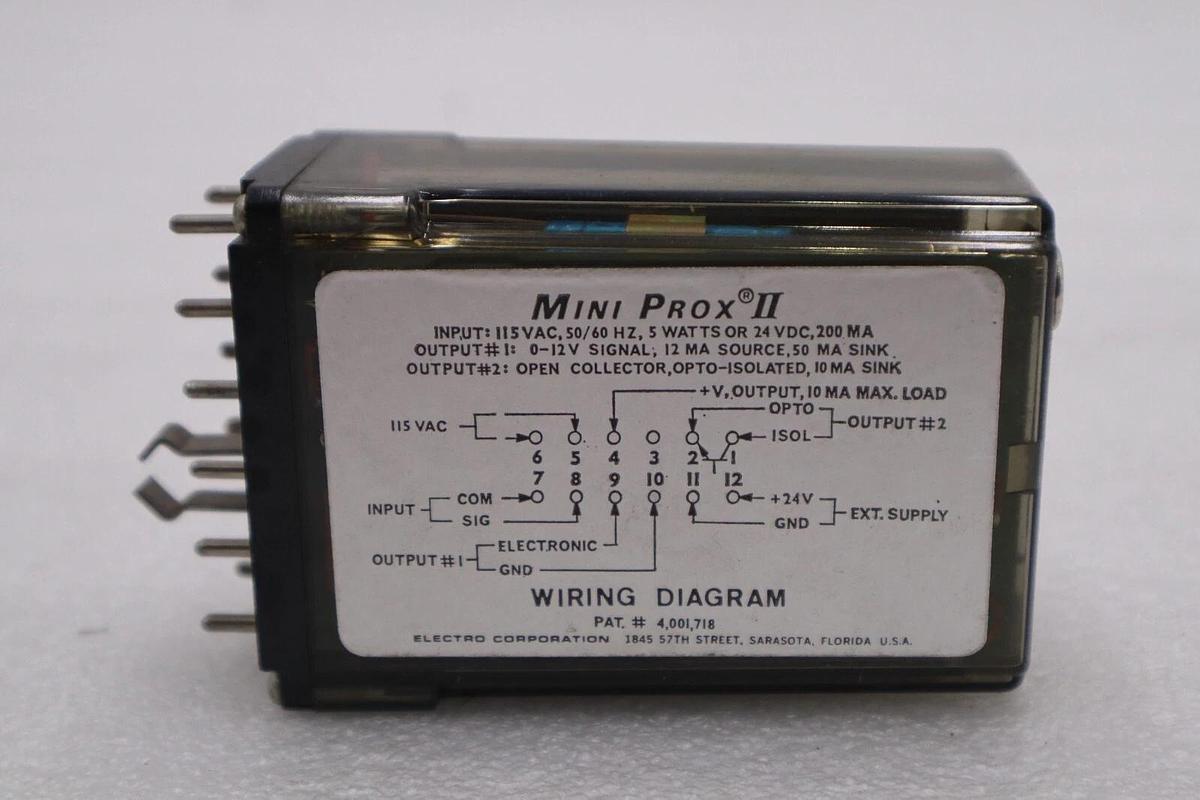 MINI PROX® II
INPUT: 115 VAC, 50/60 HZ, 5 WATTS OR 24 VDC, 200 MA
OUTPUT #1: 0-12V SIGNAL, 12 MA SOURCE, 50 MA SINK
OUTPUT #2: OPEN COLLECTOR, OPTO-ISOLATED, 10 MA SINK
+V, OUTPUT, 10 MA MAX. LOAD
OPTO
115 VAC
ISOL
OUTPUT #2
6 5 4 3 2 1
7 8 9 10 11 12
INPUT
COM
SIG
+24V
GND
EXT. SUPPLY
OUTPUT #1
ELECTRONIC
GND
WIRING DIAGRAM
PAT. # 4,001,718
ELECTRO CORPORATION 1845 57TH STREET, SARASOTA, FLORIDA U.S.A.